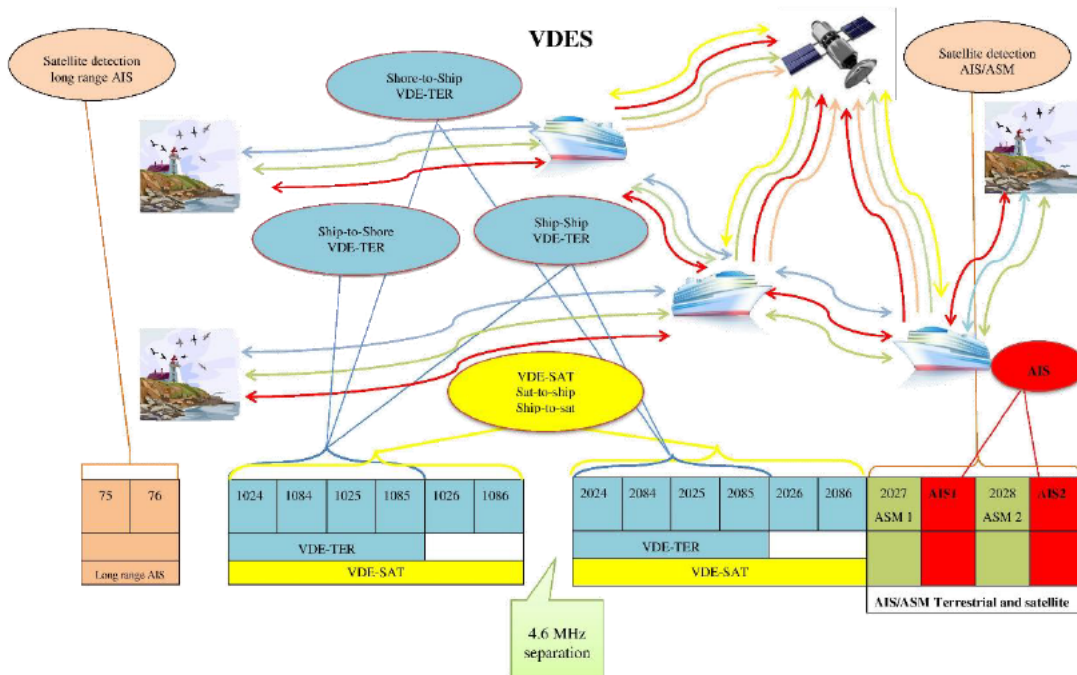 VDES
Satellite detection
long range AIS
Shore-to-Ship
VDE-TER
Satellite detection
AIS/ASM
Ship-to-Shore
VDE-TER
Ship-Ship
VDE-TER
VDE-SAT
Sat-to-ship
Ship-to-sat
AIS
75 76
1024 1084 1025 1085 1026 1086
2024 2084 2025 2085 2026 2086
2027 AIS1 2028 AIS2
ASM 1 ASM 2
VDE-TER
VDE-TER
Long range AIS
VDE-SAT
VDE-SAT
AIS/ASM Terrestrial and satellite
4.6 MHz
separation